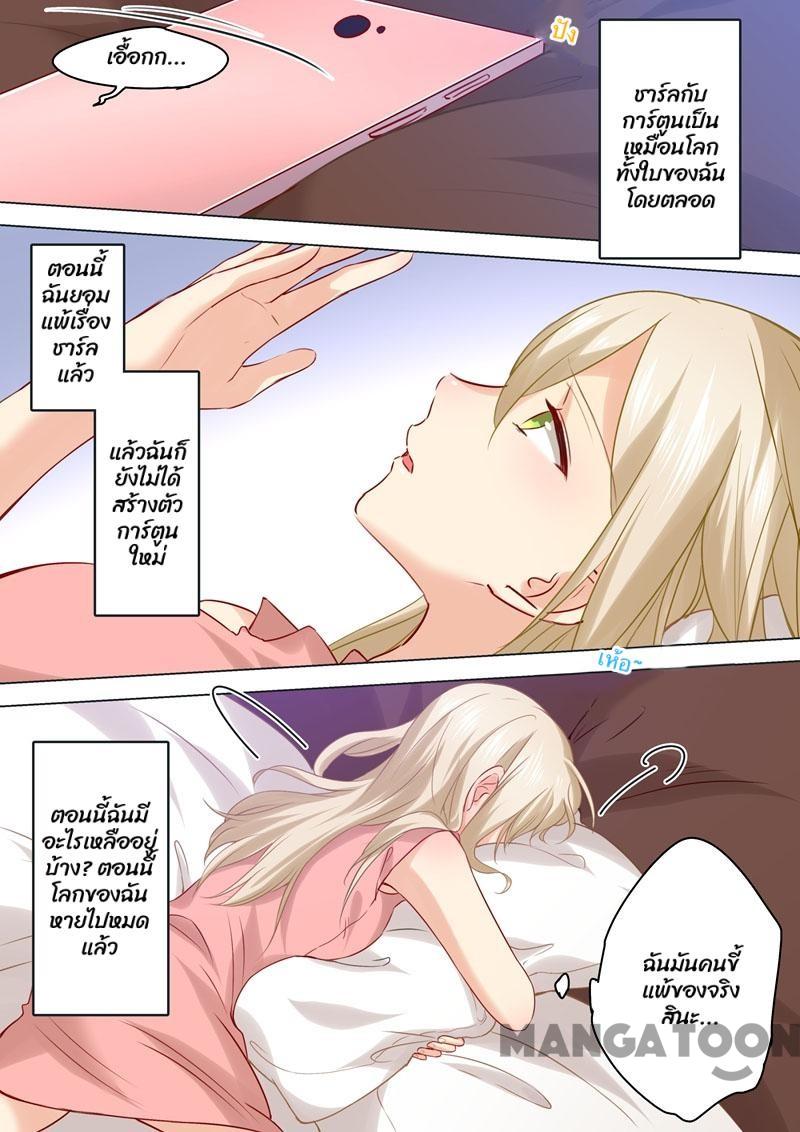 เอื้อกก...
ปัง
ชาร์ลกับ
การ์ตูนเป็น
เหมือนโลก
ทั้งใบของฉัน
โดยตลอด
ตอนนี้
ฉันยอม
แพ้เรื่อง
ชาร์ล
แล้ว
แล้วฉันก็
ยังไม่ได้
สร้างตัว
การ์ตูน
ใหม่
เห้อ~
ตอนนี้ฉันมี
อะไรเหลืออยู่
บ้าง? ตอนนี้
โลกของฉัน
หายไปหมด
แล้ว
ฉันมันคนขี้
แพ้ของจริง
สินะ...
MANGATOON